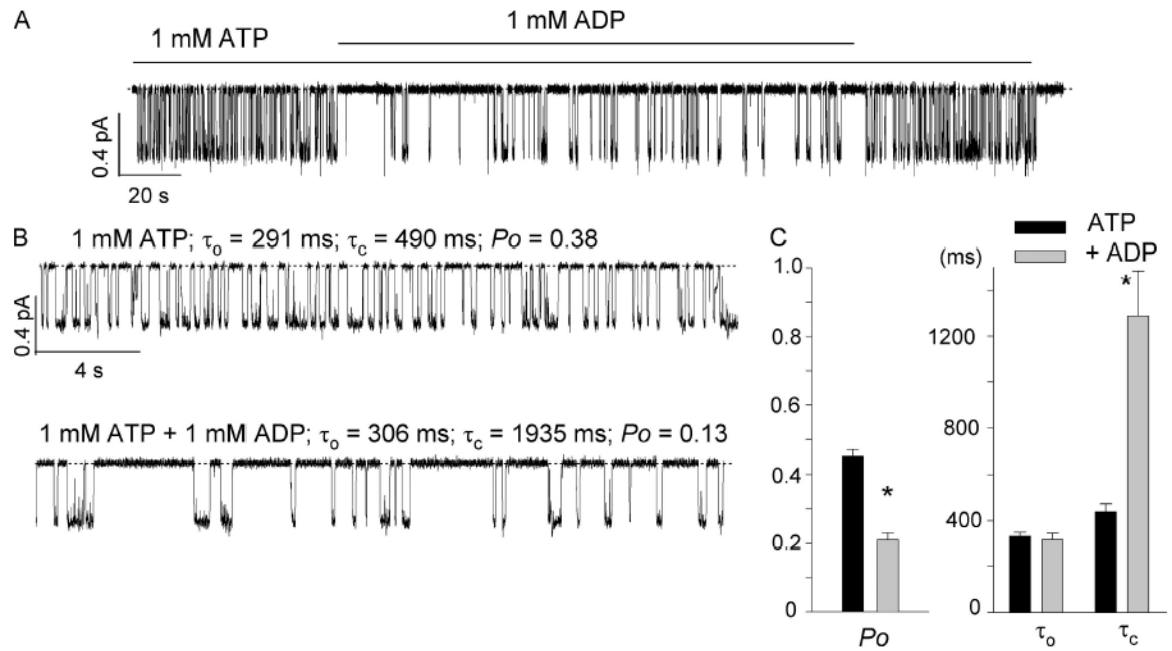 A
1 mM ADP
1 mM ATP
0.4 pA
20 s
B
1 mM ATP; τo = 291 ms; τc = 490 ms; Po = 0.38
0.4 pA
4 s
1 mM ATP + 1 mM ADP; τo = 306 ms; τc = 1935 ms; Po = 0.13
C
ATP
+ ADP
(ms)
1.0
0.8
0.6
0.4
0.2
0
*
Po
1200
800
400
0
*
τo
τc